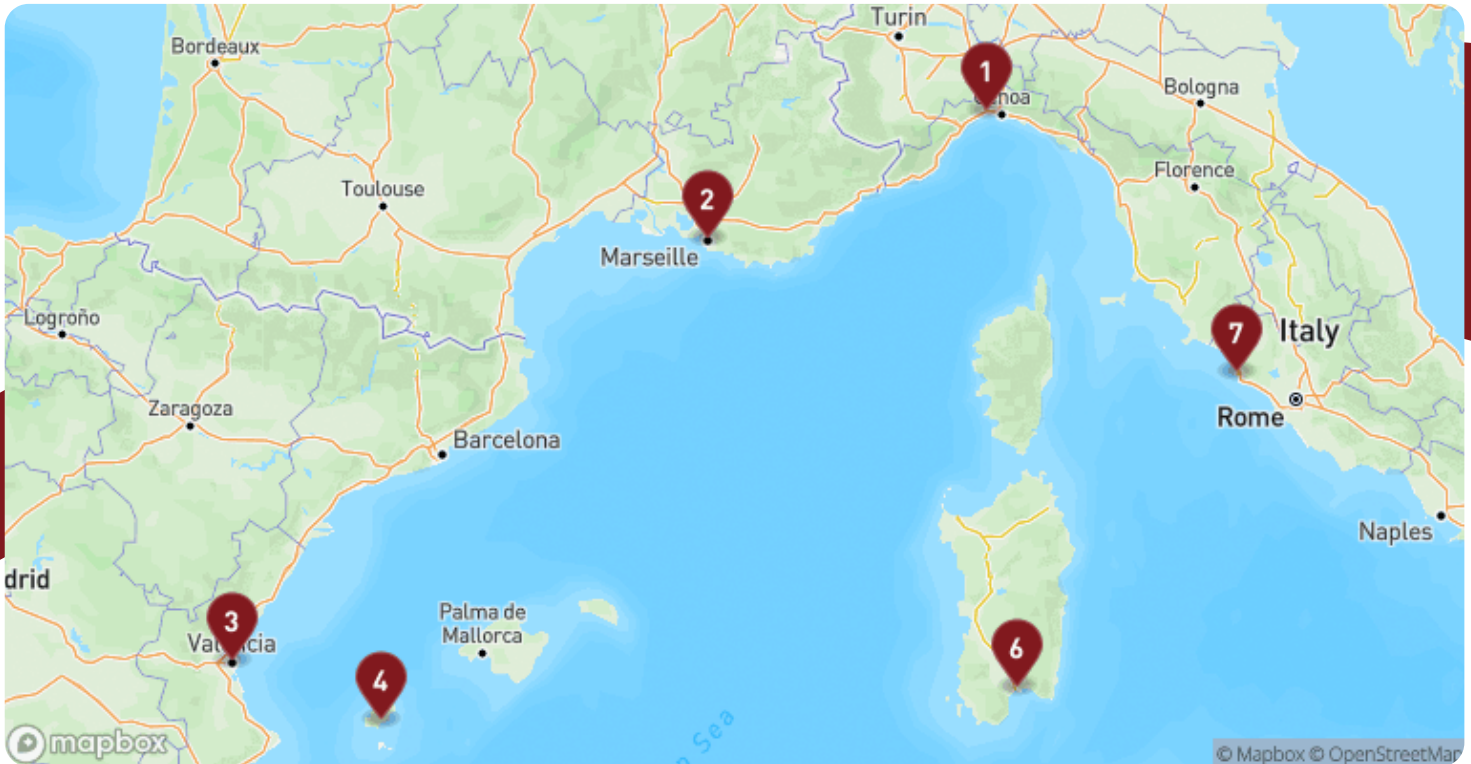 Turin
Bordeaux
1
Genoa
Bologna
Toulouse
2
Florence
Marseille
Logroño
7
Italy
Zaragoza
Rome
Barcelona
Naples
drid
3
Palma de
Mallorca
Valencia
6
4
Sea
mapbox
© Mapbox © OpenStreetMap